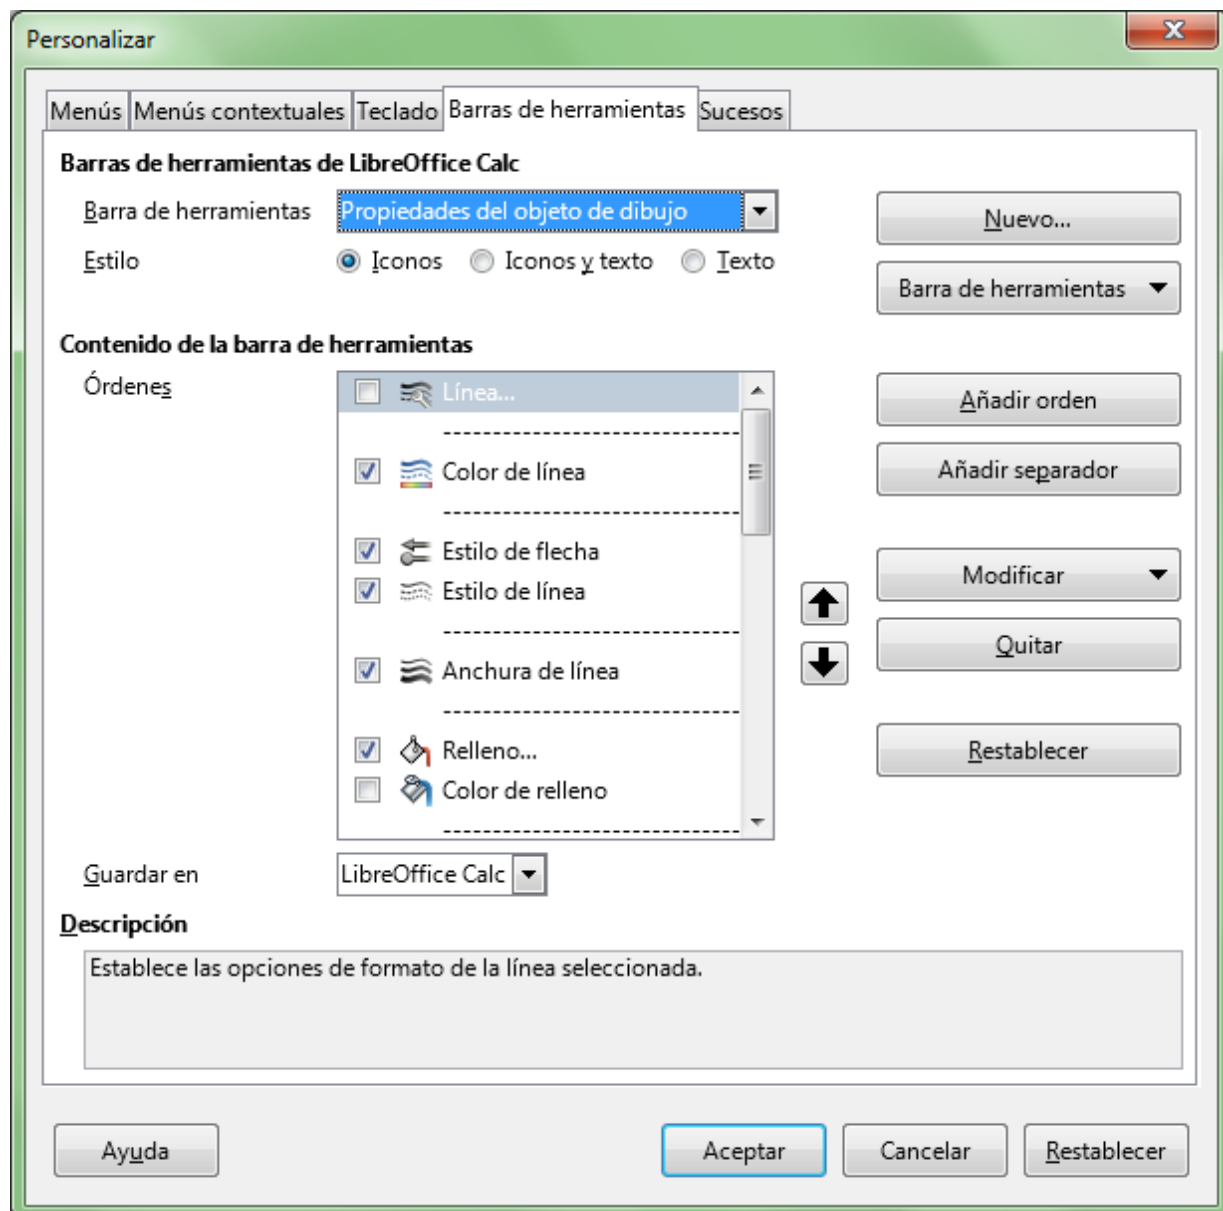 Personalizar
Menús Menús contextuales Teclado Barras de herramientas Sucesos
Barras de herramientas de LibreOffice Calc
Barra de herramientas Propiedades del objeto de dibujo Nuevo...
Estilo Iconos Iconos y texto Texto
Barra de herramientas
Contenido de la barra de herramientas
Órdenes Línea... Añadir orden
Color de línea Añadir separador
Estilo de flecha
Modificar
Estilo de línea
Quitar
Anchura de línea
Relleno... Restablecer
Color de relleno
Guardar en LibreOffice Calc
Descripción
Establece las opciones de formato de la línea seleccionada.
Ayuda Aceptar Cancelar Restablecer